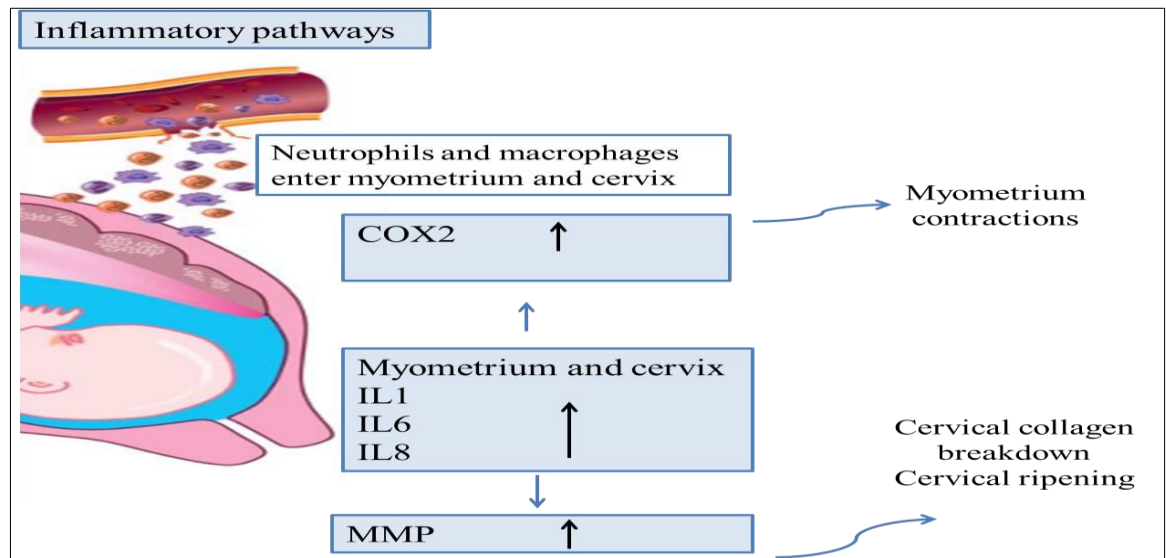 Inflammatory pathways
Neutrophils and macrophages
enter myometrium and cervix
COX2 ↑
Myometrium
contractions
Myometrium and cervix
IL1
IL6
IL8
Cervical collagen
breakdown
Cervical ripening
MMP ↑